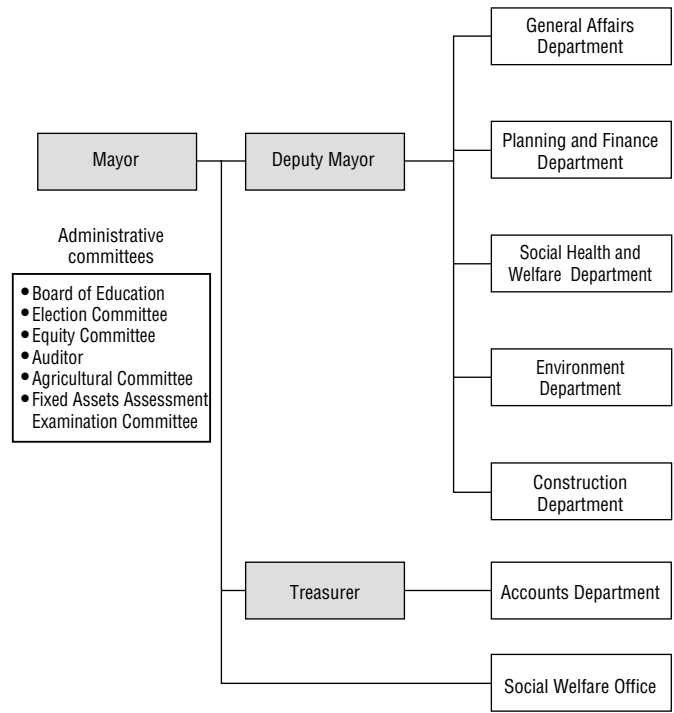 General Affairs
Department
Planning and Finance
Department
Mayor
Deputy Mayor
Administrative
committees
• Board of Education
• Election Committee
• Equity Committee
• Auditor
• Agricultural Committee
• Fixed Assets Assessment
Examination Committee
Social Health and
Welfare Department
Environment
Department
Construction
Department
Treasurer
Accounts Department
Social Welfare Office